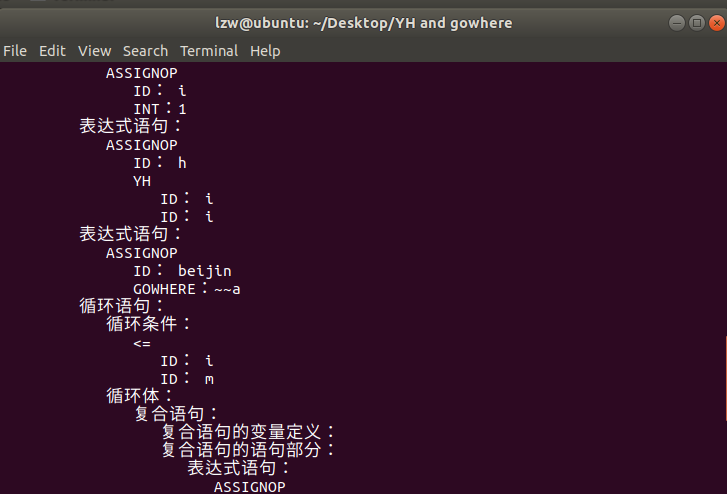 lzw@ubuntu: ~/Desktop/YH and gowhere
File Edit View Search Terminal Help
ASSIGNOP
ID： i
INT：1
表达式语句：
ASSIGNOP
ID： h
YH
ID： i
ID： i
表达式语句：
ASSIGNOP
ID： beijin
GOWHERE：~~a
循环语句：
循环条件：
<=
ID： i
ID： m
循环体：
复合语句：
复合语句的变量定义：
复合语句的语句部分：
表达式语句：
ASSIGNOP